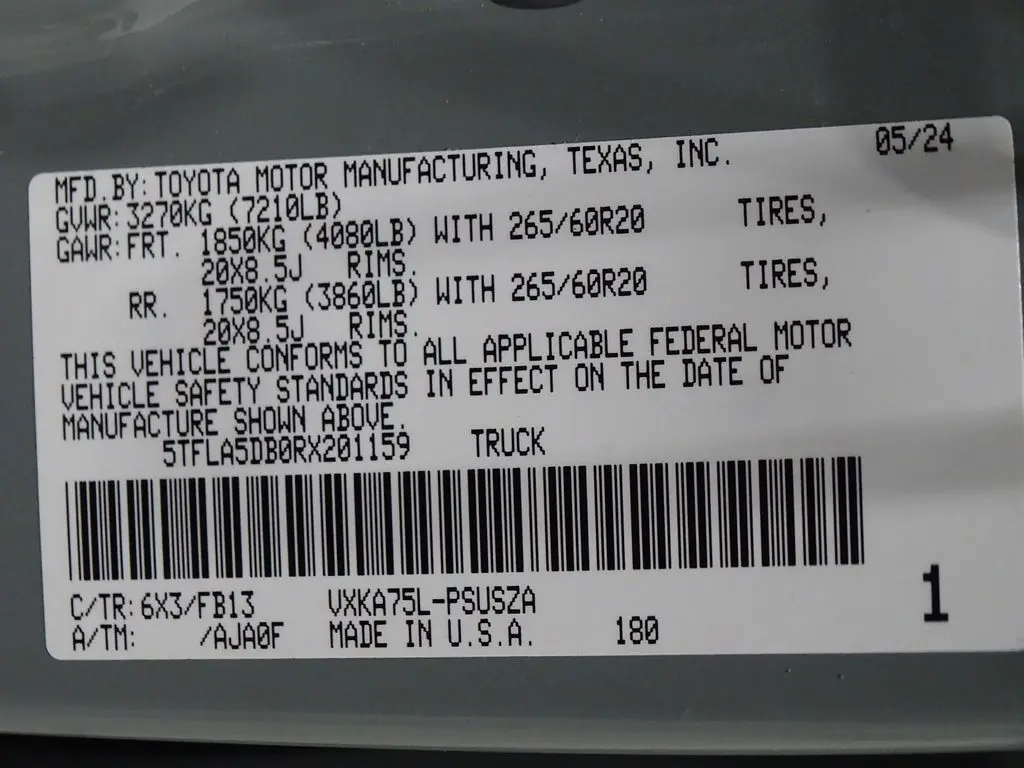 MFD.BY: TOYOTA MOTOR MANUFACTURING, TEXAS, INC. 05/24
GVWR: 3270KG (7210LB)
GAWR: FRT. 1850KG (4080LB) WITH 265/60R20 TIRES,
20X8.5J RIMS.
RR. 1750KG (3860LB) WITH 265/60R20 TIRES,
20X8.5J RIMS.
THIS VEHICLE CONFORMS TO ALL APPLICABLE FEDERAL MOTOR
VEHICLE SAFETY STANDARDS IN EFFECT ON THE DATE OF
MANUFACTURE SHOWN ABOVE.
5TFLA5DB0RX201159 TRUCK
C/TR: 6X3/FB13 VXKA75L-PSUSZA
A/TM: /AJA0F MADE IN U.S.A. 180
1